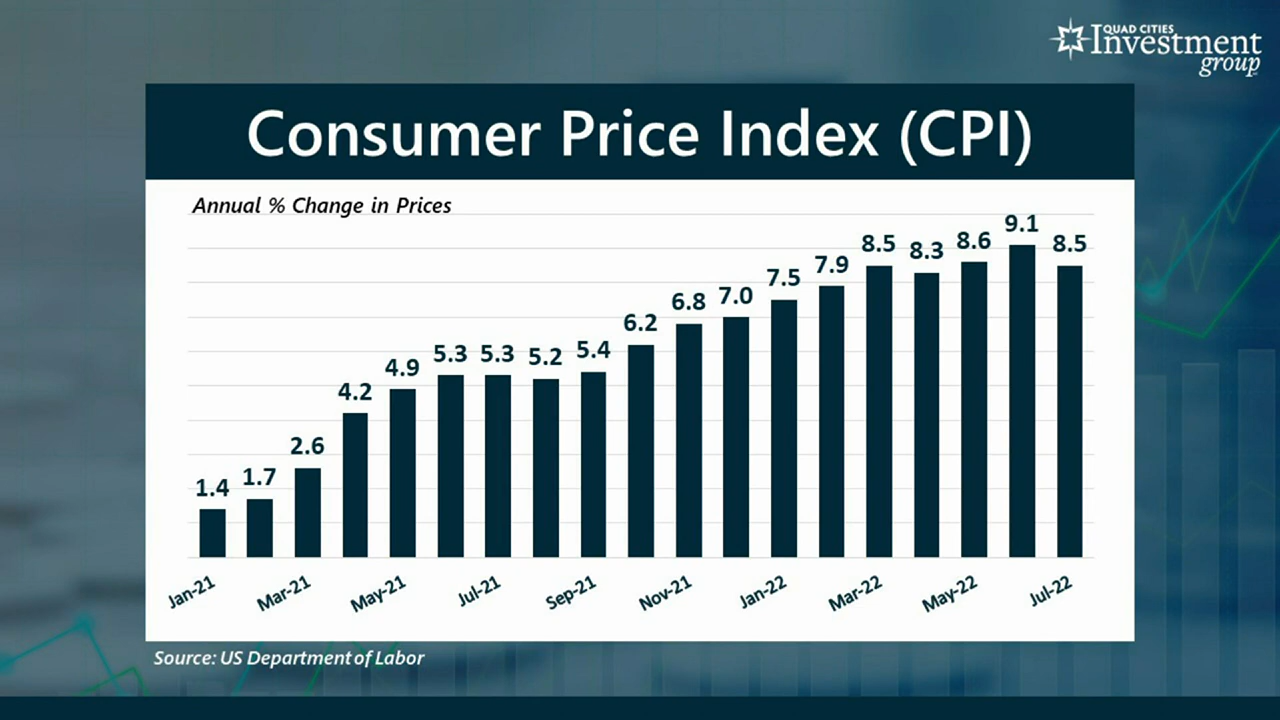 QUAD CITIES
Investment
group
Consumer Price Index (CPI)
Annual % Change in Prices
1.4
1.7
2.6
4.2
4.9
5.3
5.3
5.2
5.4
6.2
6.8
7.0
7.5
7.9
8.5
8.3
8.6
9.1
8.5
Jan-21
Mar-21
May-21
Jul-21
Sep-21
Nov-21
Jan-22
Mar-22
May-22
Jul-22
Source: US Department of Labor